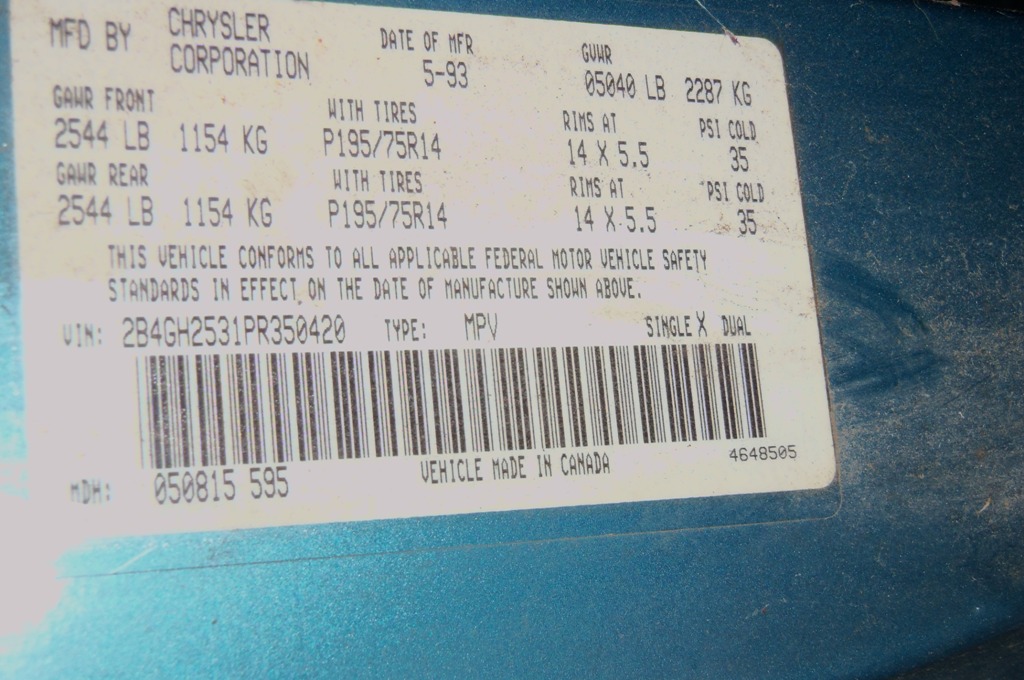 MFD BY CHRYSLER CORPORATION DATE OF MFR 5-93 GVWR 05040 LB 2287 KG
GAWR FRONT WITH TIRES RIMS AT PSI COLD
2544 LB 1154 KG P195/75R14 14 X 5.5 35
GAWR REAR WITH TIRES RIMS AT PSI COLD
2544 LB 1154 KG P195/75R14 14 X 5.5 35
THIS VEHICLE CONFORMS TO ALL APPLICABLE FEDERAL MOTOR VEHICLE SAFETY
STANDARDS IN EFFECT ON THE DATE OF MANUFACTURE SHOWN ABOVE.
VIN: 2B4GH2531PR350420 TYPE: MPV SINGLE X DUAL
MDH: 050815 595 VEHICLE MADE IN CANADA 4648505